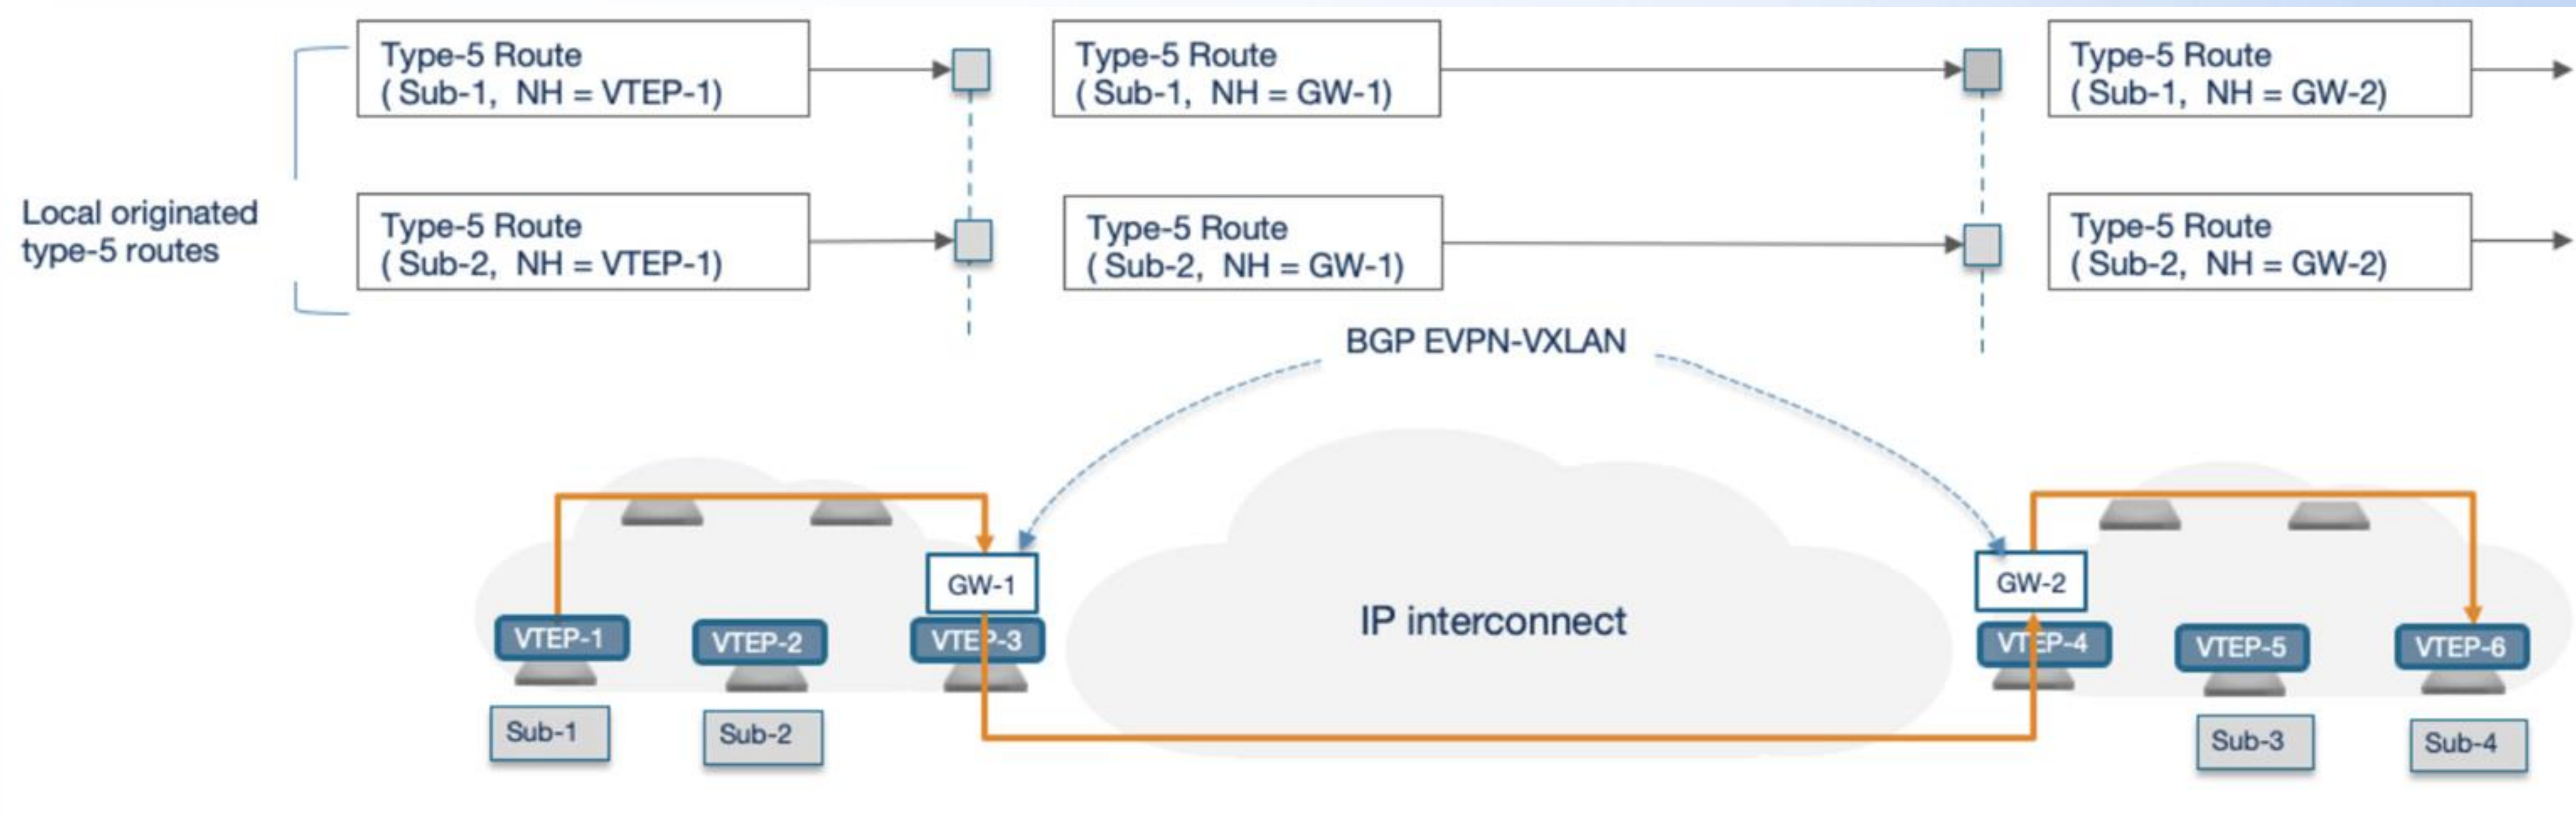 Type-5 Route
( Sub-1, NH = VTEP-1)
Type-5 Route
( Sub-1, NH = GW-1)
Type-5 Route
( Sub-1, NH = GW-2)
Local originated
type-5 routes
Type-5 Route
( Sub-2, NH = VTEP-1)
Type-5 Route
( Sub-2, NH = GW-1)
Type-5 Route
( Sub-2, NH = GW-2)
BGP EVPN-VXLAN
GW-1
GW-2
IP interconnect
VTEP-1
VTEP-2
VTEP-3
VTEP-4
VTEP-5
VTEP-6
Sub-1
Sub-2
Sub-3
Sub-4